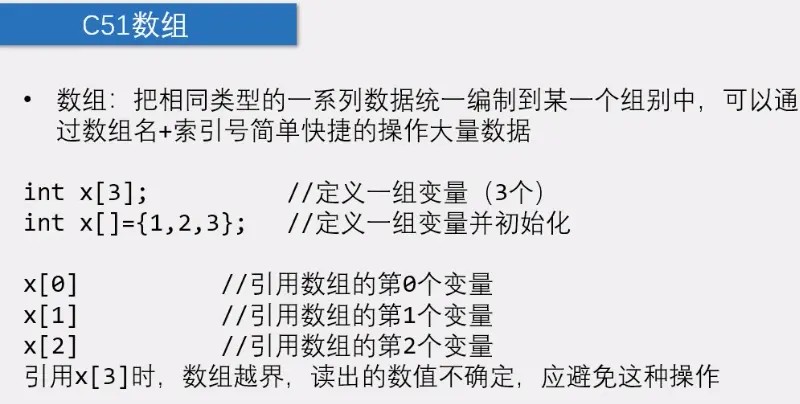 C51数组
• 数组：把相同类型的一系列数据统一编制到某一个组别中，可以通
过数组名+索引号简单快捷的操作大量数据
int x[3]; //定义一组变量（3个）
int x[]={1,2,3}; //定义一组变量并初始化
x[0] //引用数组的第0个变量
x[1] //引用数组的第1个变量
x[2] //引用数组的第2个变量
引用x[3]时，数组越界，读出的数值不确定，应避免这种操作